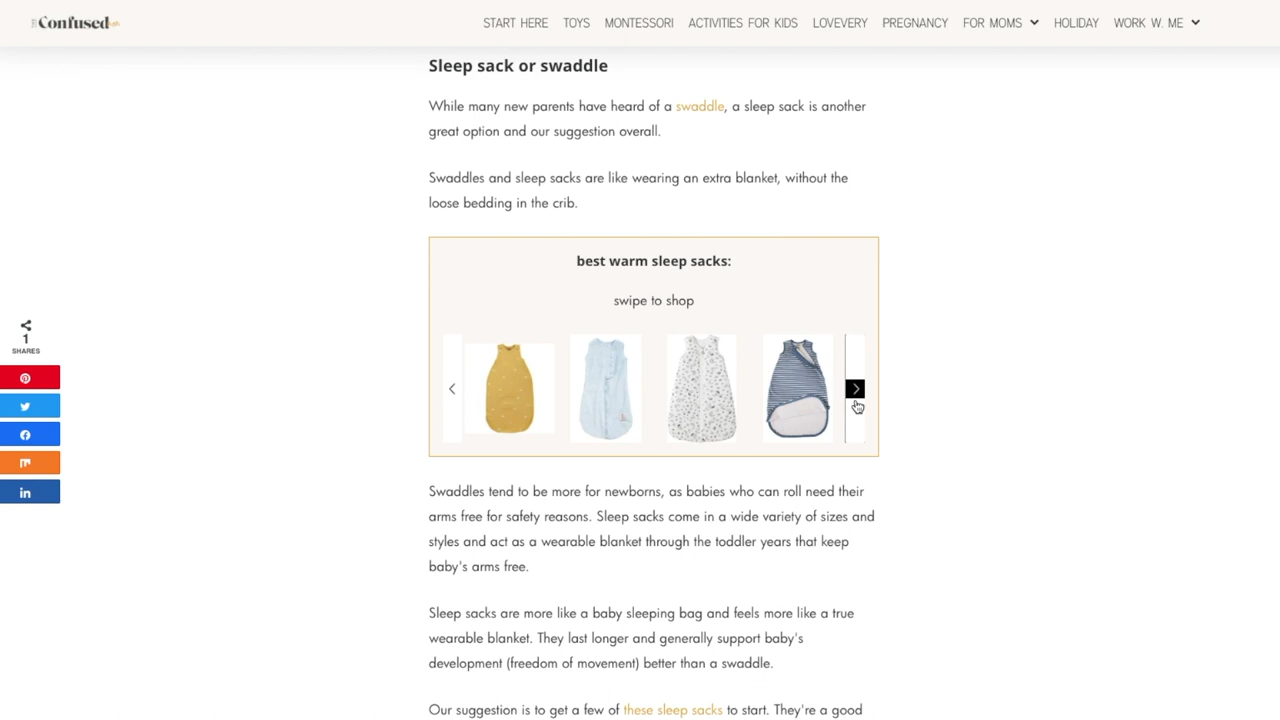 Confused
START HERE TOYS MONTESSORI ACTIVITIES FOR KIDS LOVEVERY PREGNANCY FOR MOMS HOLIDAY WORK W. ME
Sleep sack or swaddle
While many new parents have heard of a swaddle, a sleep sack is another
great option and our suggestion overall.
Swaddles and sleep sacks are like wearing an extra blanket, without the
loose bedding in the crib.
best warm sleep sacks:
swipe to shop
1
SHARES
Swaddles tend to be more for newborns, as babies who can roll need their
arms free for safety reasons. Sleep sacks come in a wide variety of sizes and
styles and act as a wearable blanket through the toddler years that keep
baby's arms free.
Sleep sacks are more like a baby sleeping bag and feels more like a true
wearable blanket. They last longer and generally support baby's
development (freedom of movement) better than a swaddle.
Our suggestion is to get a few of these sleep sacks to start. They're a good